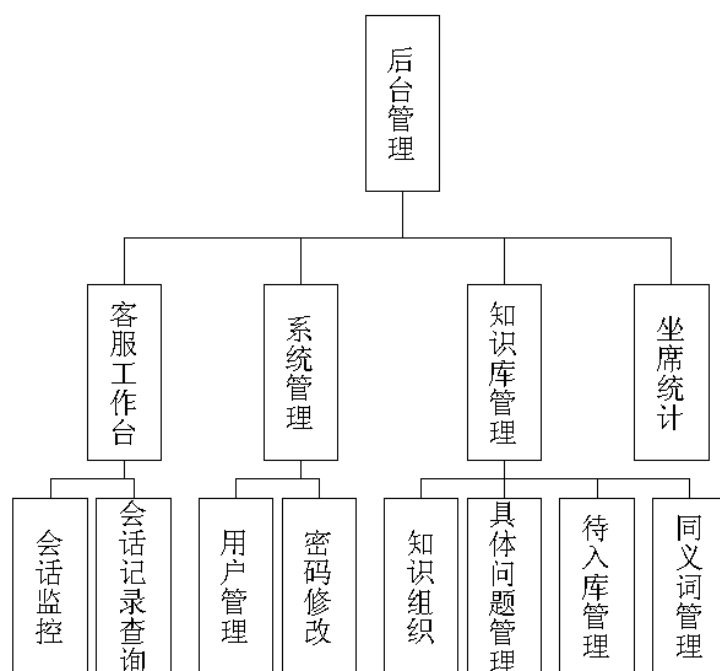 后台管理
客服工作台
系统管理
知识库管理
坐席统计
会话监控
会话记录查询
用户管理
密码修改
知识组织
具体问题管理
待入库管理
同义词管理